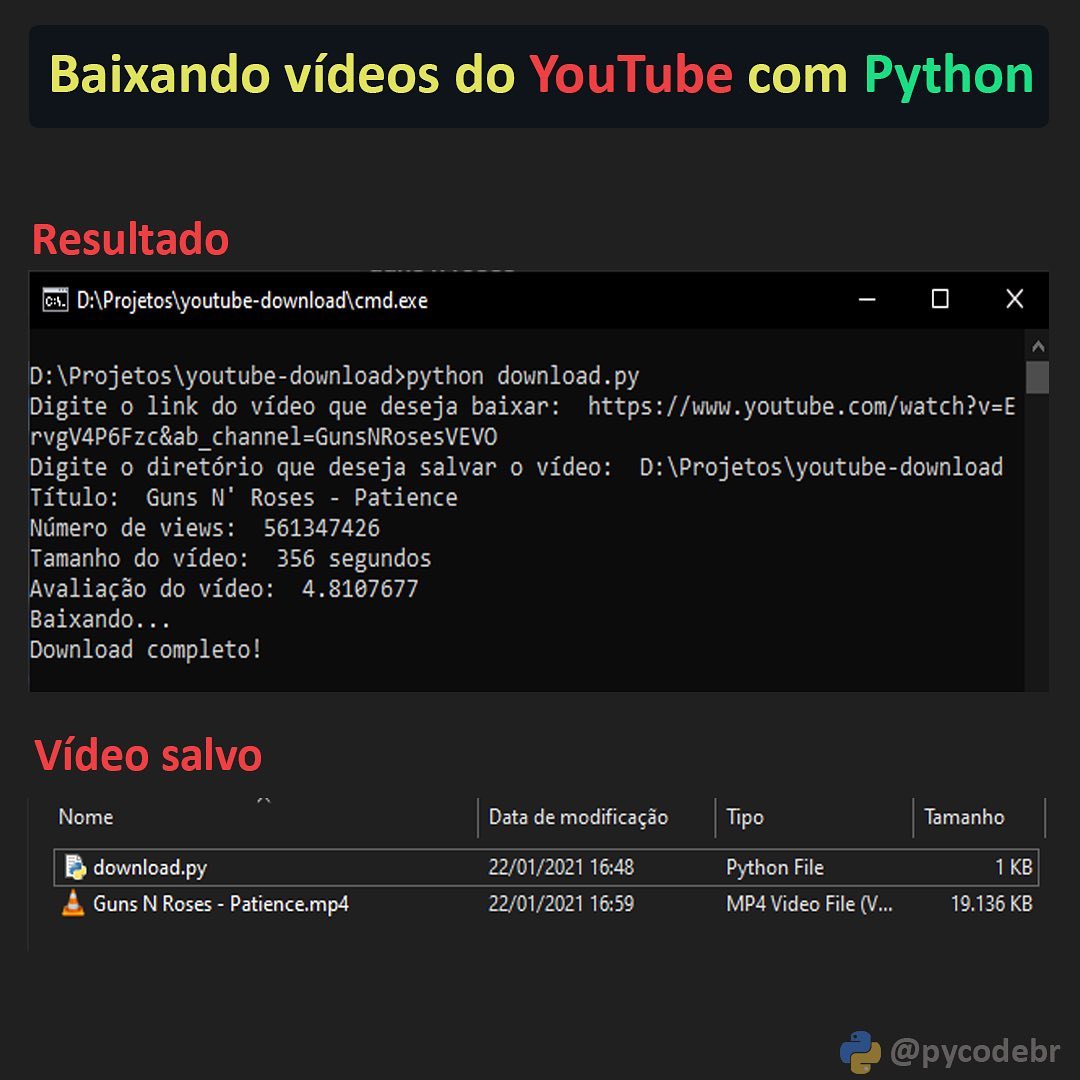 Baixando vídeos do YouTube com Python
Resultado
D:\Projetos\youtube-download\cmd.exe
D:\Projetos\youtube-download>python download.py
Digite o link do vídeo que deseja baixar:  https://www.youtube.com/watch?v=E
rvgV4P6Fzc&ab_channel=GunsNRosesVEVO
Digite o diretório que deseja salvar o vídeo:  D:\Projetos\youtube-download
Título:  Guns N' Roses - Patience
Número de views:  561347426
Tamanho do vídeo:  356 segundos
Avaliação do vídeo:  4.8107677
Baixando...
Download completo!
Vídeo salvo
Nome Data de modificação Tipo Tamanho
download.py 22/01/2021 16:48 Python File 1 KB
Guns N Roses - Patience.mp4 22/01/2021 16:59 MP4 Video File (V... 19.136 KB
@pycodebr